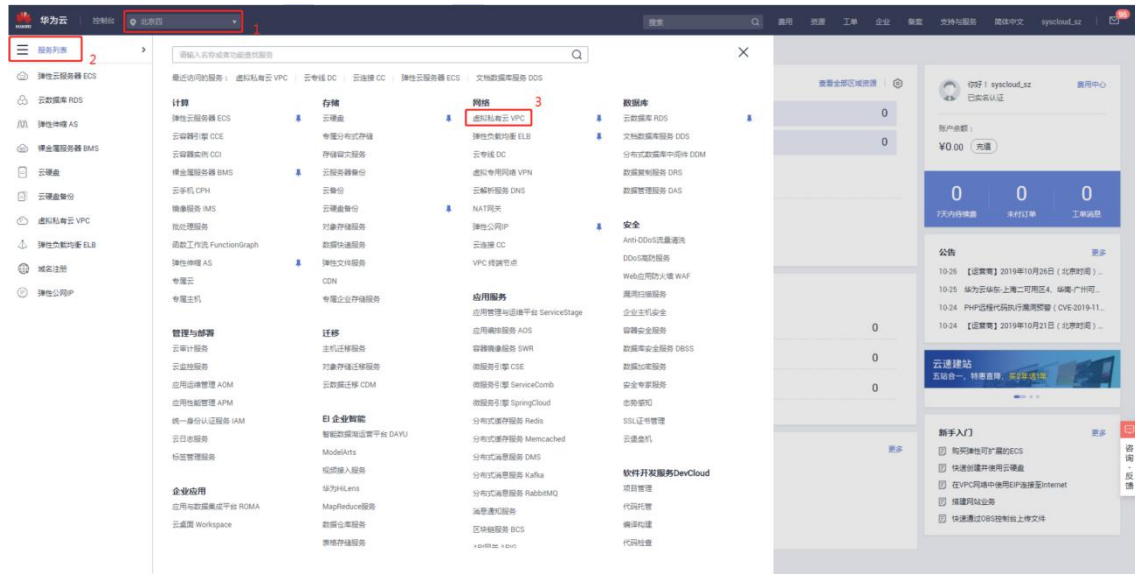 华为云 控制台 北京四 搜索 费用 资源 工单 企业 备案 支持与服务 简体中文 syscloud_sz
1
服务列表
2
弹性云服务器 ECS
云数据库 RDS
弹性伸缩 AS
裸金属服务器 BMS
云硬盘
云硬盘备份
虚拟私有云 VPC
弹性负载均衡 ELB
域名注册
弹性公网IP
请输入名称或者功能查找服务
最近访问的服务： 虚拟私有云 VPC 云专线 DC 云连接 CC 弹性云服务器 ECS 文档数据库服务 DDS
计算
弹性云服务器 ECS
云容器引擎 CCE
云容器实例 CCI
裸金属服务器 BMS
云手机 CPH
镜像服务 IMS
批处理服务
函数工作流 FunctionGraph
弹性伸缩 AS
专属云
专属主机
管理与部署
云审计服务
云监控服务
应用运维管理 AOM
应用性能管理 APM
统一身份认证服务 IAM
云日志服务
标签管理服务
企业应用
应用与数据集成平台 ROMA
云桌面 Workspace
存储
云硬盘
专属分布式存储
存储容灾服务
云服务器备份
云备份
云硬盘备份
对象存储服务
数据快递服务
弹性文件服务
CDN
专属企业存储服务
迁移
主机迁移服务
对象存储迁移服务
云数据迁移 CDM
EI 企业智能
智能数据湖运营平台 DAYU
ModelArts
视频接入服务
华为HiLens
MapReduce服务
数据仓库服务
表格存储服务
网络
3
虚拟私有云 VPC
弹性负载均衡 ELB
云专线 DC
虚拟专用网络 VPN
云解析服务 DNS
NAT网关
弹性公网IP
云连接 CC
VPC 终端节点
应用服务
应用管理与运维平台 ServiceStage
应用编排服务 AOS
容器镜像服务 SWR
微服务引擎 CSE
微服务引擎 ServiceComb
微服务引擎 SpringCloud
分布式缓存服务 Redis
分布式缓存服务 Memcached
分布式消息服务 DMS
分布式消息服务 Kafka
分布式消息服务 RabbitMQ
消息通知服务
区块链服务 BCS
数据库
云数据库 RDS
文档数据库服务 DDS
分布式数据库中间件 DDM
数据复制服务 DRS
数据管理服务 DAS
安全
Anti-DDoS流量清洗
DDoS高防服务
Web应用防火墙 WAF
漏洞扫描服务
企业主机安全
容器安全服务
数据库安全服务 DBSS
数据加密服务
安全专家服务
态势感知
SSL证书管理
云堡垒机
软件开发服务DevCloud
项目管理
代码托管
编译构建
代码检查
查看全部区域资源
0
0
0
0
0
更多
你好！syscloud_sz 费用中心
已实名认证
账户余额：
¥0.00 充值
0 0 0
7天内待续费 未付订单 工单消息
公告 更多
10-26 【运营商】2019年10月26日（北京时间）...
10-25 华为云华东-上海二可用区4、华南-广州可...
10-24 PHP远程代码执行漏洞预警（CVE-2019-11...
10-24 【运营商】2019年10月21日（北京时间）...
云速建站
五站合一，特惠直降，买2年送1年
新手入门 更多
购买弹性可扩展的ECS
快速创建并使用云硬盘
在VPC网络中使用EIP连接至Internet
搭建网站业务
快速通过OBS控制台上传文件
咨询·反馈